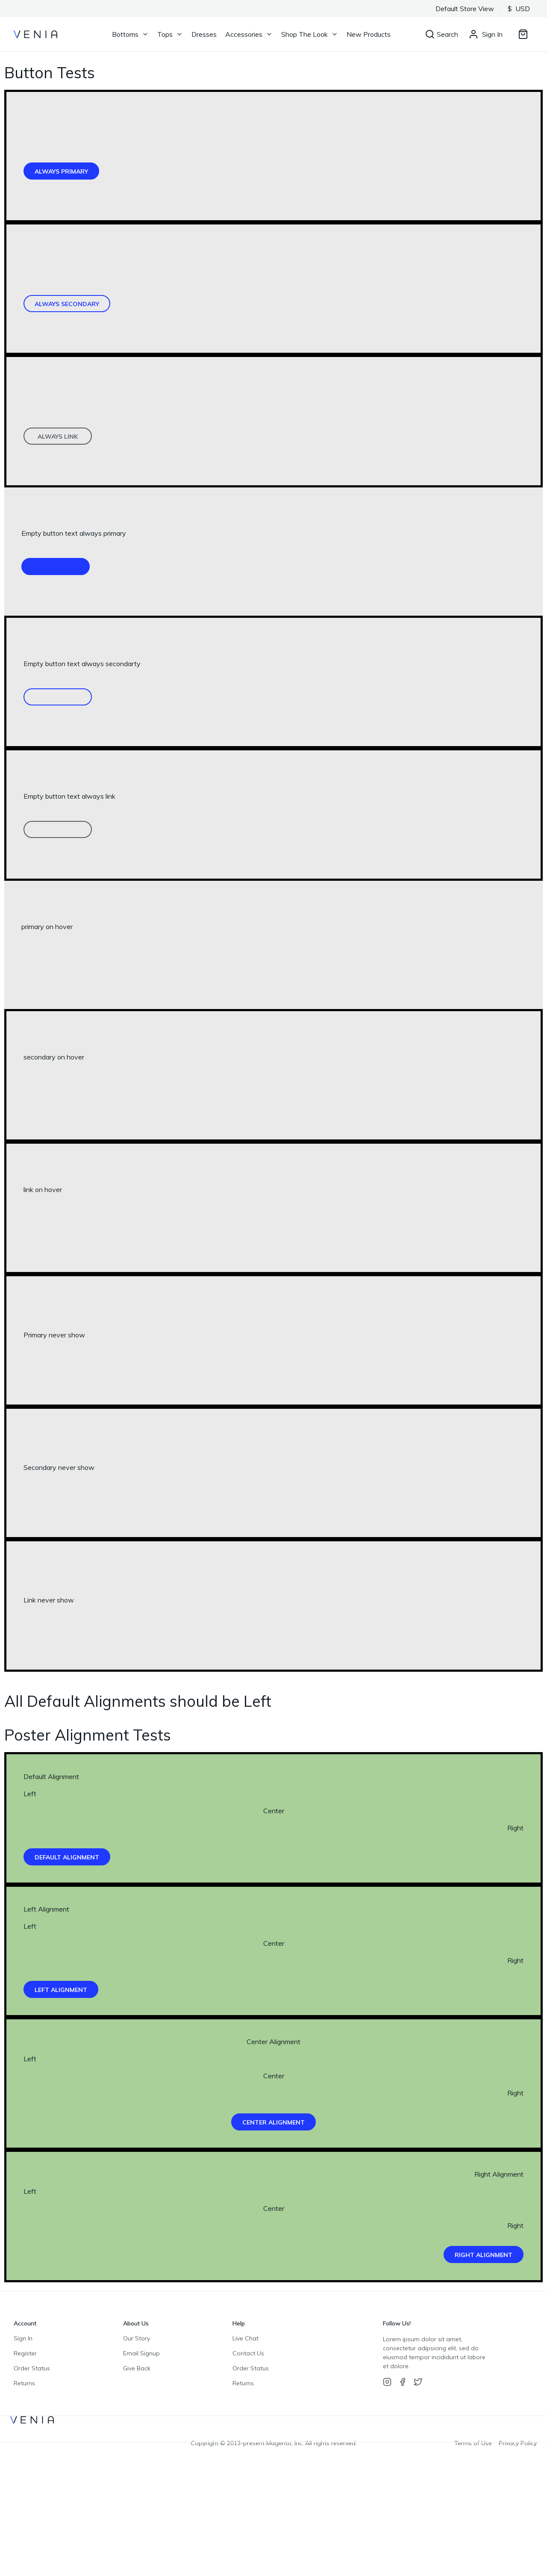 Default Store View $ USD
VENIA Bottoms Tops Dresses Accessories Shop The Look New Products Search Sign In
Button Tests
ALWAYS PRIMARY
ALWAYS SECONDARY
ALWAYS LINK
Empty button text always primary
Empty button text always secondarty
Empty button text always link
primary on hover
secondary on hover
link on hover
Primary never show
Secondary never show
Link never show
All Default Alignments should be Left
Poster Alignment Tests
Default Alignment
Left
Center
Right
DEFAULT ALIGNMENT
Left Alignment
Left
Center
Right
LEFT ALIGNMENT
Center Alignment
Left
Center
Right
CENTER ALIGNMENT
Right Alignment
Left
Center
Right
RIGHT ALIGNMENT
Account
Sign In
Register
Order Status
Returns
About Us
Our Story
Email Signup
Give Back
Help
Live Chat
Contact Us
Order Status
Returns
Follow Us!
Lorem ipsum dolor sit amet,
consectetur adipsicing elit, sed do
eiusmod tempor incididunt ut labore
et dolore.
VENIA
Copyright © 2013-present Magento, Inc. All rights reserved.
Terms of Use Privacy Policy